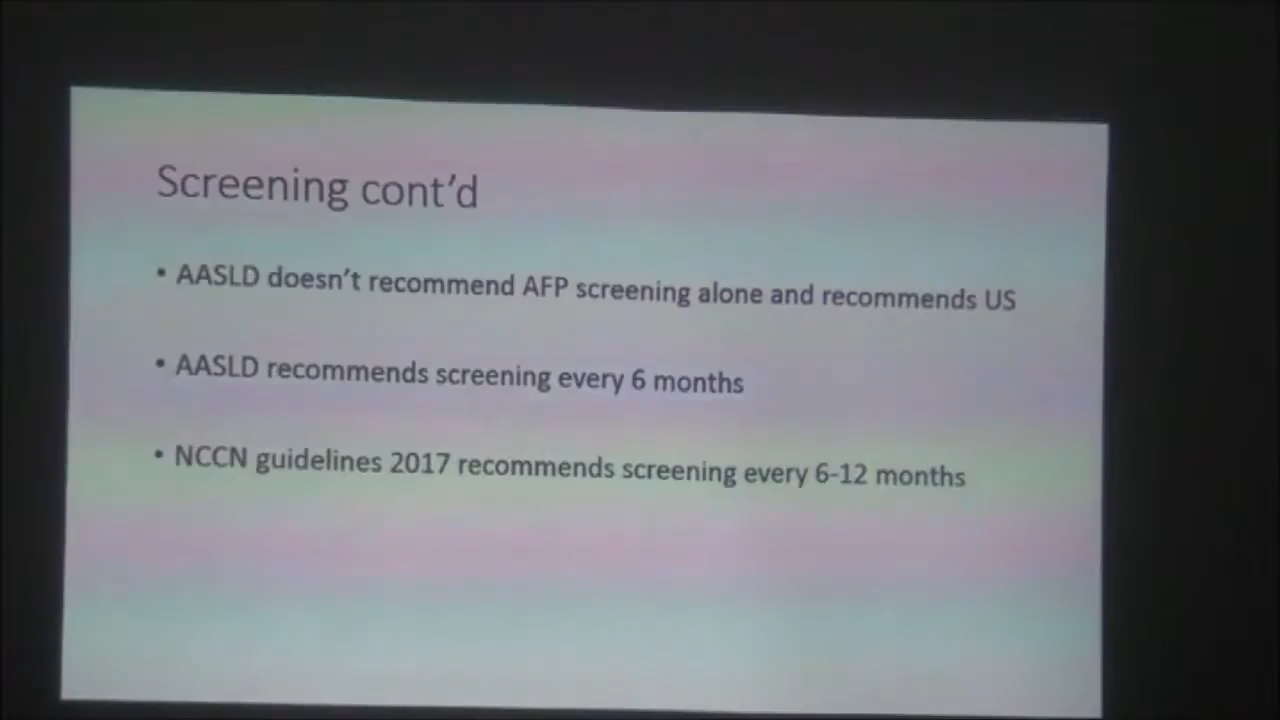 Screening cont'd
• AASLD doesn't recommend AFP screening alone and recommends US
• AASLD recommends screening every 6 months
• NCCN guidelines 2017 recommends screening every 6-12 months